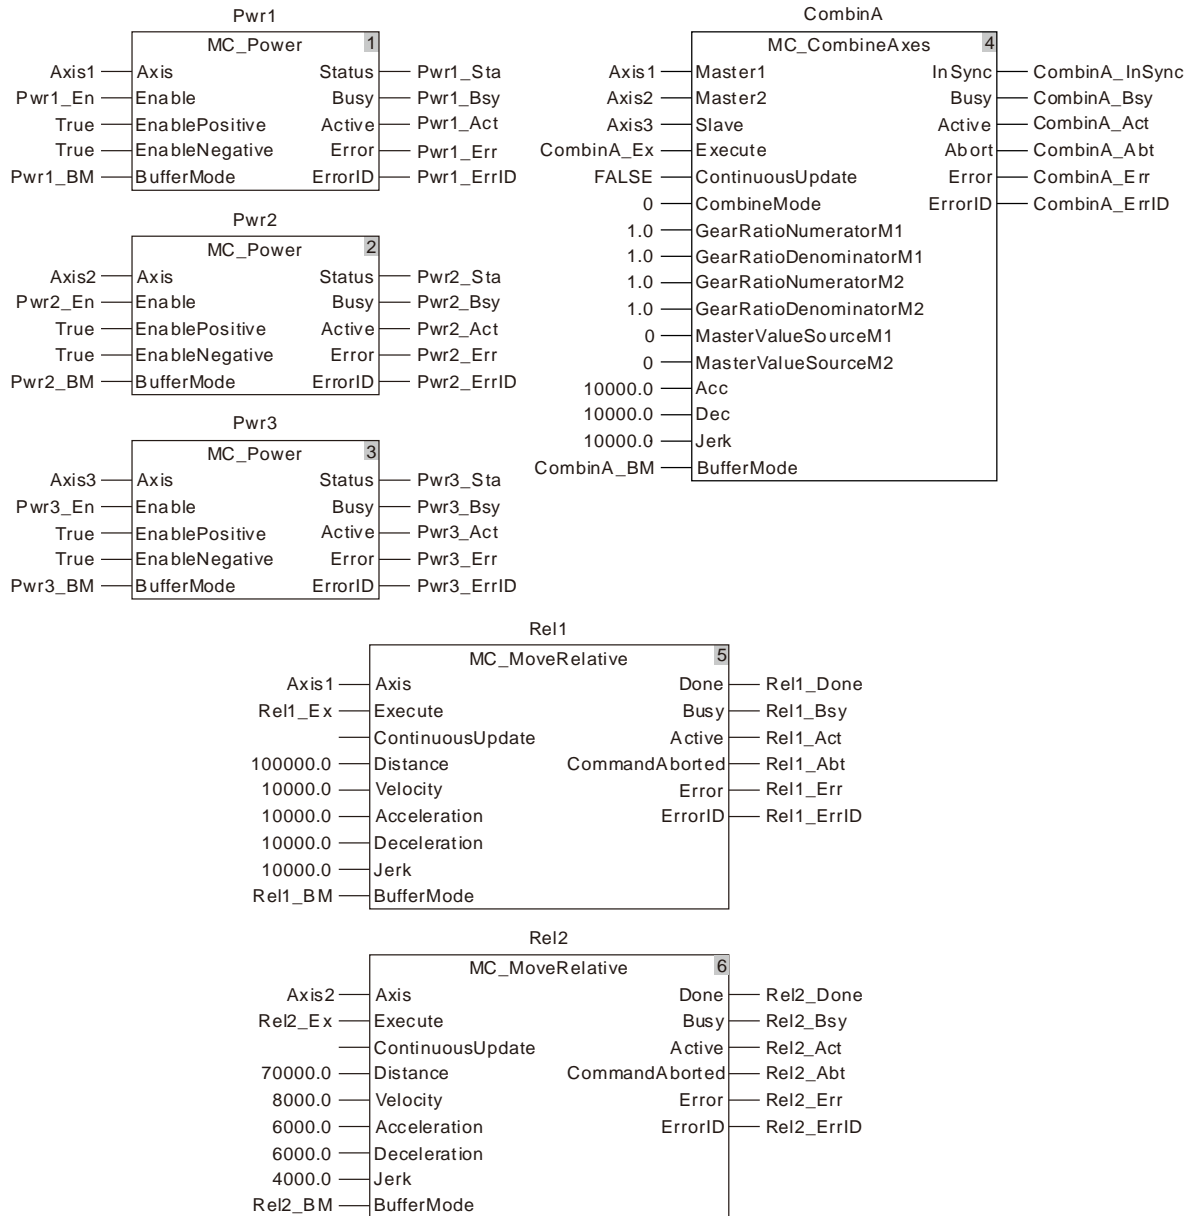 Pwr1
MC_Power 1
Axis1 Axis Status Pwr1_Sta
Pwr1_En Enable Busy Pwr1_Bsy
True EnablePositive Active Pwr1_Act
True EnableNegative Error Pwr1_Err
Pwr1_BM BufferMode ErrorID Pwr1_ErrID
Pwr2
MC_Power 2
Axis2 Axis Status Pwr2_Sta
Pwr2_En Enable Busy Pwr2_Bsy
True EnablePositive Active Pwr2_Act
True EnableNegative Error Pwr2_Err
Pwr2_BM BufferMode ErrorID Pwr2_ErrID
Pwr3
MC_Power 3
Axis3 Axis Status Pwr3_Sta
Pwr3_En Enable Busy Pwr3_Bsy
True EnablePositive Active Pwr3_Act
True EnableNegative Error Pwr3_Err
Pwr3_BM BufferMode ErrorID Pwr3_ErrID
CombinA
MC_CombineAxes 4
Axis1 Master1 InSync CombinA_InSync
Axis2 Master2 Busy CombinA_Bsy
Axis3 Slave Active CombinA_Act
CombinA_Ex Execute Abort CombinA_Abt
FALSE ContinuousUpdate Error CombinA_Err
0 CombineMode ErrorID CombinA_ErrID
1.0 GearRatioNumeratorM1
1.0 GearRatioDenominatorM1
1.0 GearRatioNumeratorM2
1.0 GearRatioDenominatorM2
0 MasterValueSourceM1
0 MasterValueSourceM2
10000.0 Acc
10000.0 Dec
10000.0 Jerk
CombinA_BM BufferMode
Rel1
MC_MoveRelative 5
Axis1 Axis Done Rel1_Done
Rel1_Ex Execute Busy Rel1_Bsy
ContinuousUpdate Active Rel1_Act
100000.0 Distance CommandAborted Rel1_Abt
10000.0 Velocity Error Rel1_Err
10000.0 Acceleration ErrorID Rel1_ErrID
10000.0 Deceleration
10000.0 Jerk
Rel1_BM BufferMode
Rel2
MC_MoveRelative 6
Axis2 Axis Done Rel2_Done
Rel2_Ex Execute Busy Rel2_Bsy
ContinuousUpdate Active Rel2_Act
70000.0 Distance CommandAborted Rel2_Abt
8000.0 Velocity Error Rel2_Err
6000.0 Acceleration ErrorID Rel2_ErrID
6000.0 Deceleration
4000.0 Jerk
Rel2_BM BufferMode